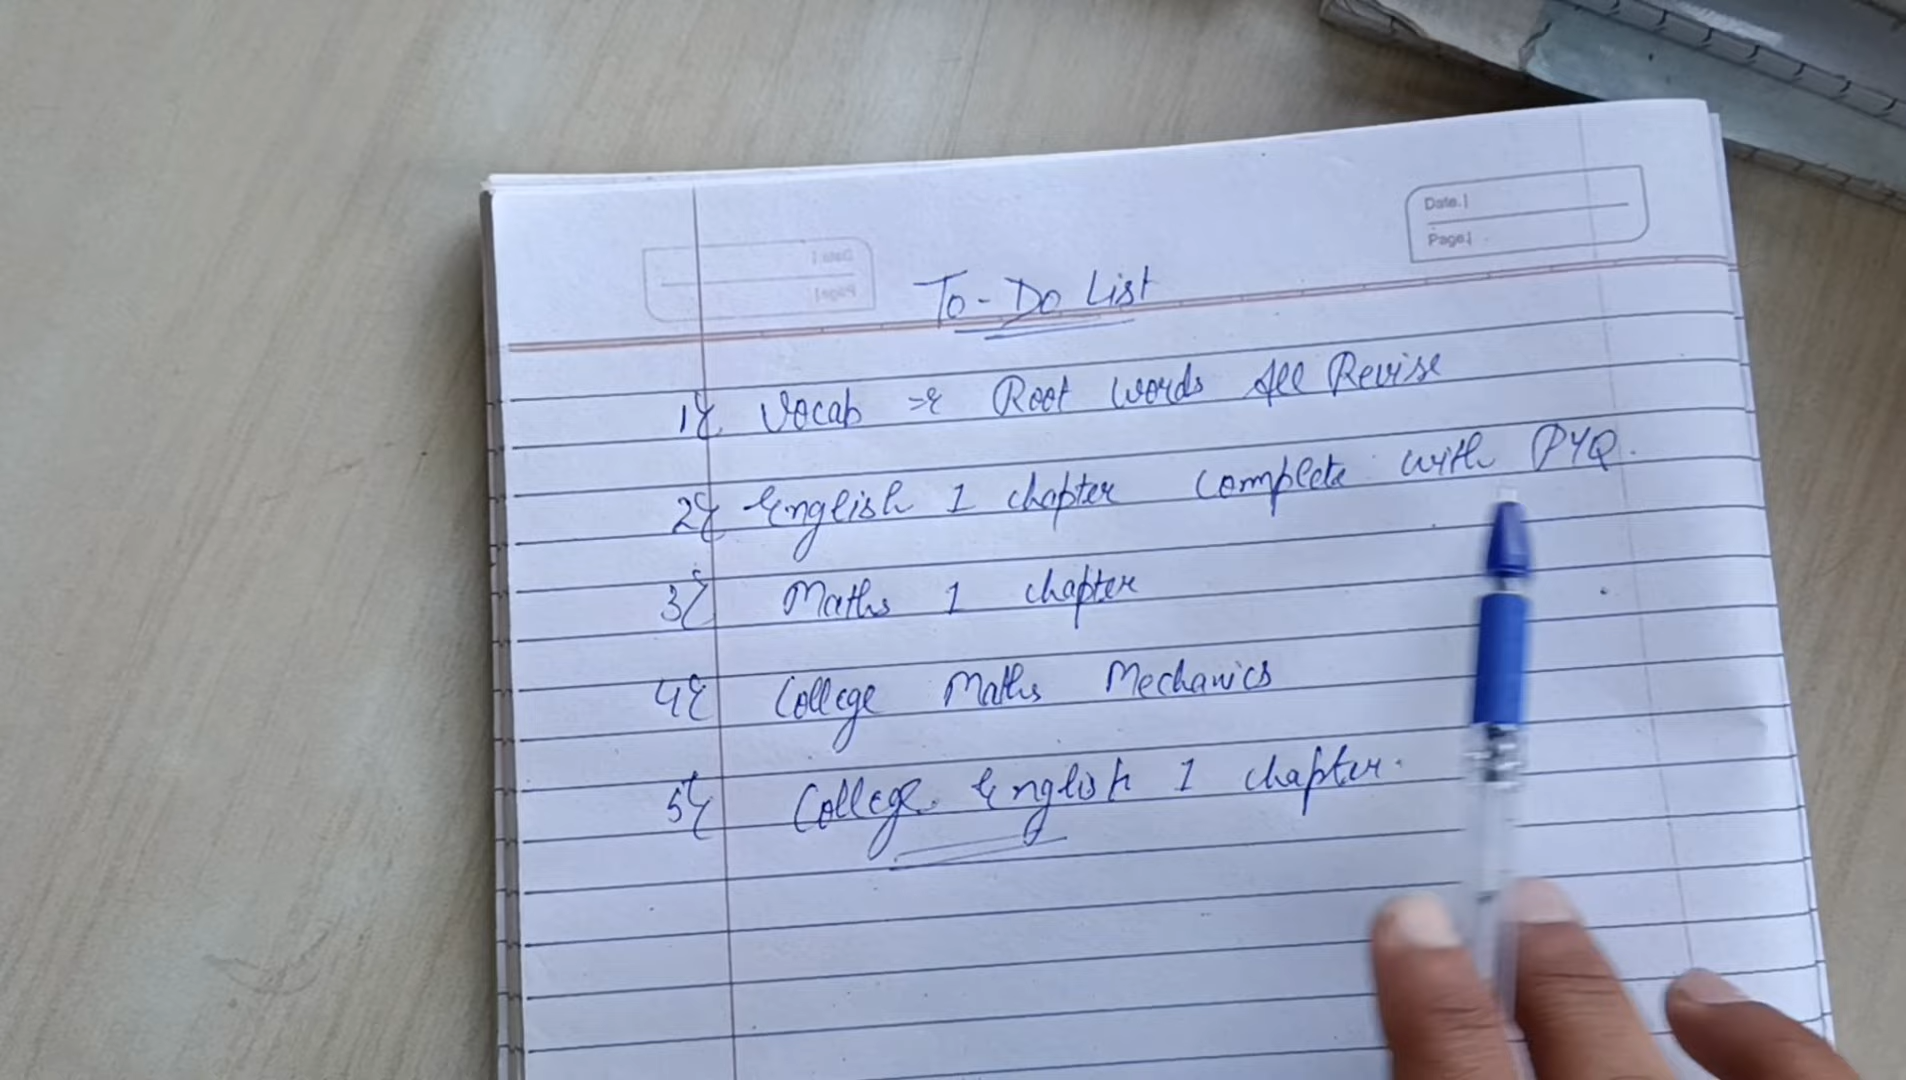 Date.
Page
To-Do List
1} Vocab → Root Words All Revise
2} English 1 chapter complete with PYQ.
3} Maths 1 chapter
4} College Maths Mechanics
5} College English 1 chapter.